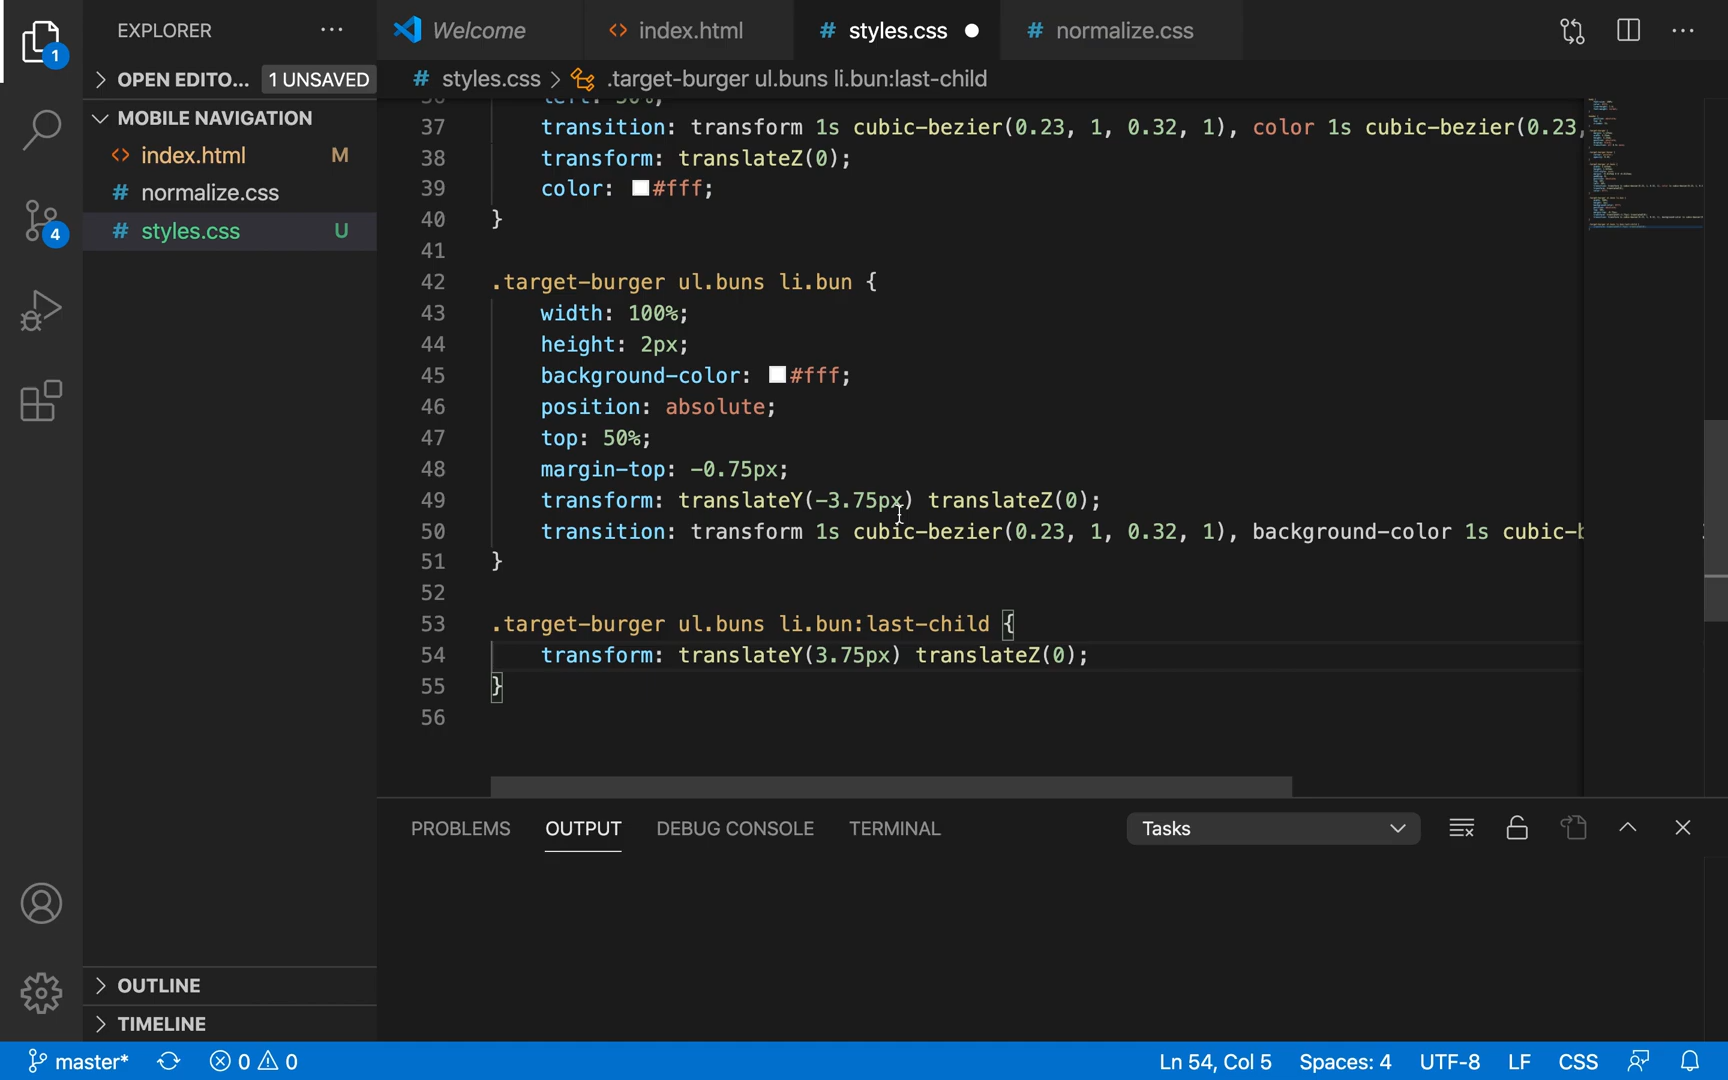 EXPLORER
Welcome
index.html
styles.css
normalize.css
1
OPEN EDITO... 1 UNSAVED
styles.css > .target-burger ul.buns li.bun:last-child
MOBILE NAVIGATION
index.html M
normalize.css
styles.css U
4
37 transition: transform 1s cubic-bezier(0.23, 1, 0.32, 1), color 1s cubic-bezier(0.23,
38 transform: translateZ(0);
39 color: #fff;
40 }
41
42 .target-burger ul.buns li.bun {
43 width: 100%;
44 height: 2px;
45 background-color: #fff;
46 position: absolute;
47 top: 50%;
48 margin-top: -0.75px;
49 transform: translateY(-3.75px) translateZ(0);
50 transition: transform 1s cubic-bezier(0.23, 1, 0.32, 1), background-color 1s cubic-b
51 }
52
53 .target-burger ul.buns li.bun:last-child {
54 transform: translateY(3.75px) translateZ(0);
55 }
56
PROBLEMS OUTPUT DEBUG CONSOLE TERMINAL Tasks
OUTLINE
TIMELINE
master* 0 0 Ln 54, Col 5 Spaces: 4 UTF-8 LF CSS